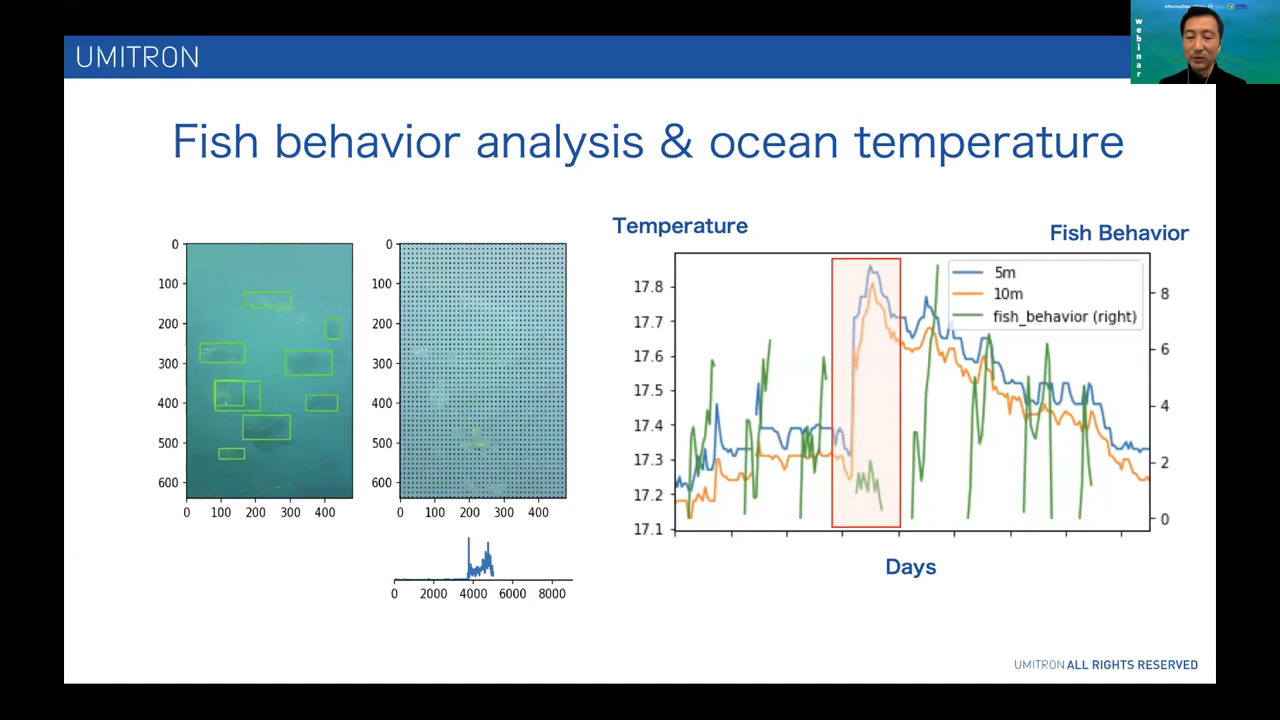 UMITRON
webinar
Fish behavior analysis & ocean temperature
Temperature
Fish Behavior
0
100
200
300
400
500
600
0 100 200 300 400
0
100
200
300
400
500
600
0 100 200 300 400
0 2000 4000 6000 8000
17.8
17.7
17.6
17.5
17.4
17.3
17.2
17.1
5m
10m
fish_behavior (right)
8
6
4
2
0
Days
UMITRON ALL RIGHTS RESERVED